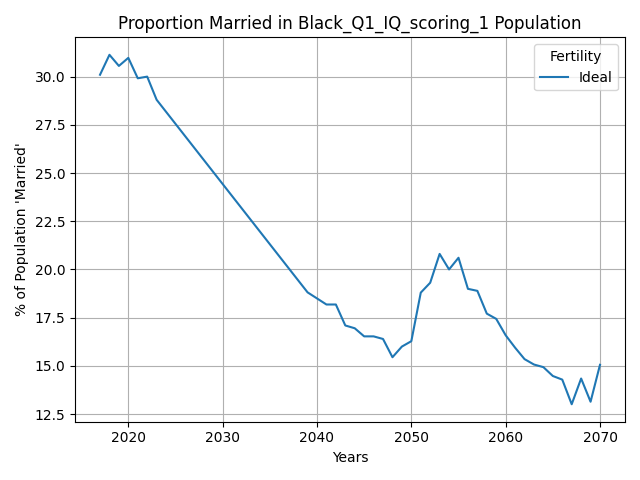 Proportion Married in Black_Q1_IQ_scoring_1 Population
Fertility
Ideal
% of Population 'Married'
30.0
27.5
25.0
22.5
20.0
17.5
15.0
12.5
2020 2030 2040 2050 2060 2070
Years